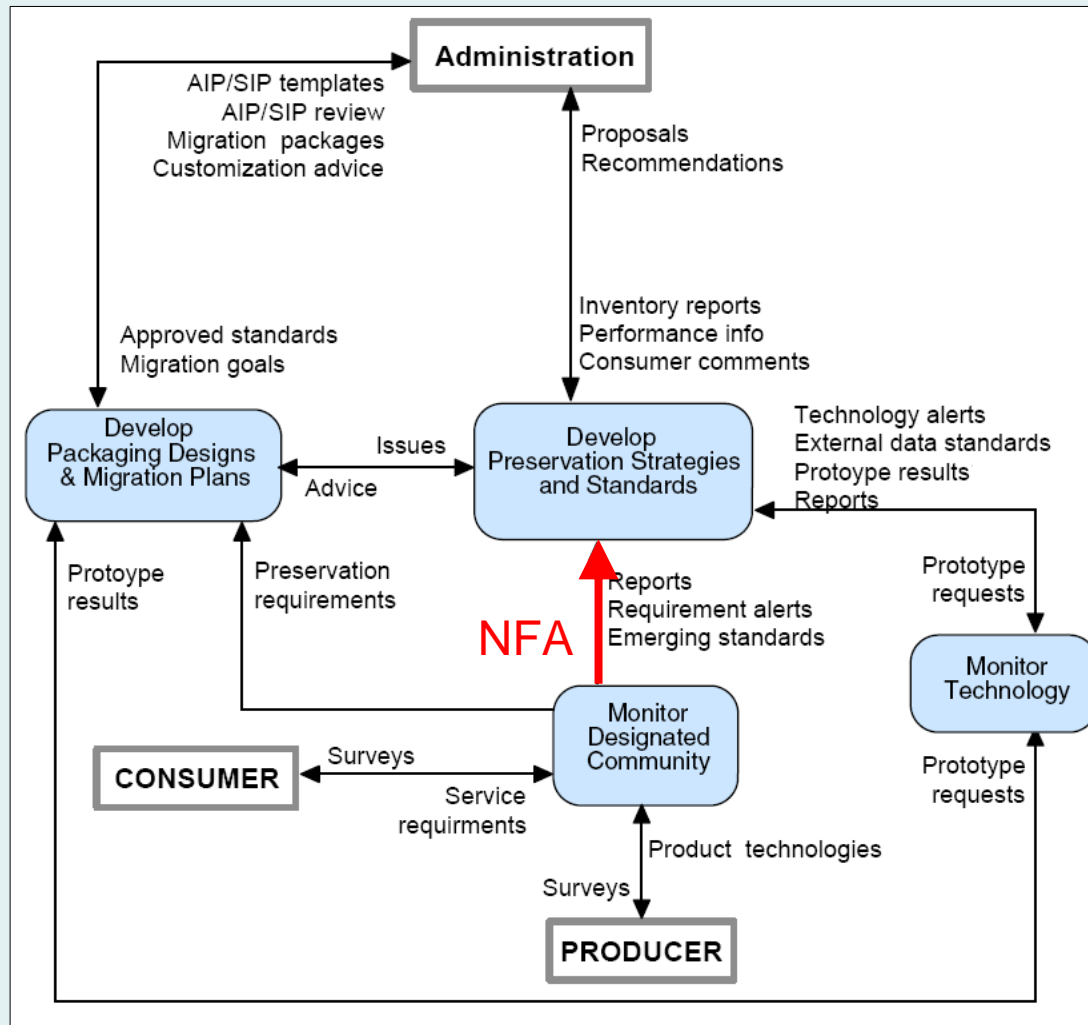 Administration
AIP/SIP templates
AIP/SIP review
Migration packages
Customization advice
Proposals
Recommendations
Inventory reports
Performance info
Consumer comments
Approved standards
Migration goals
Develop
Packaging Designs
& Migration Plans
Issues
Advice
Develop
Preservation Strategies
and Standards
Technology alerts
External data standards
Protoype results
Reports
Protoype
results
Preservation
requirements
NFA
Reports
Requirement alerts
Emerging standards
Prototype
requests
Monitor
Technology
Monitor
Designated
Community
CONSUMER
Surveys
Service
requirments
Prototype
requests
Product technologies
Surveys
PRODUCER